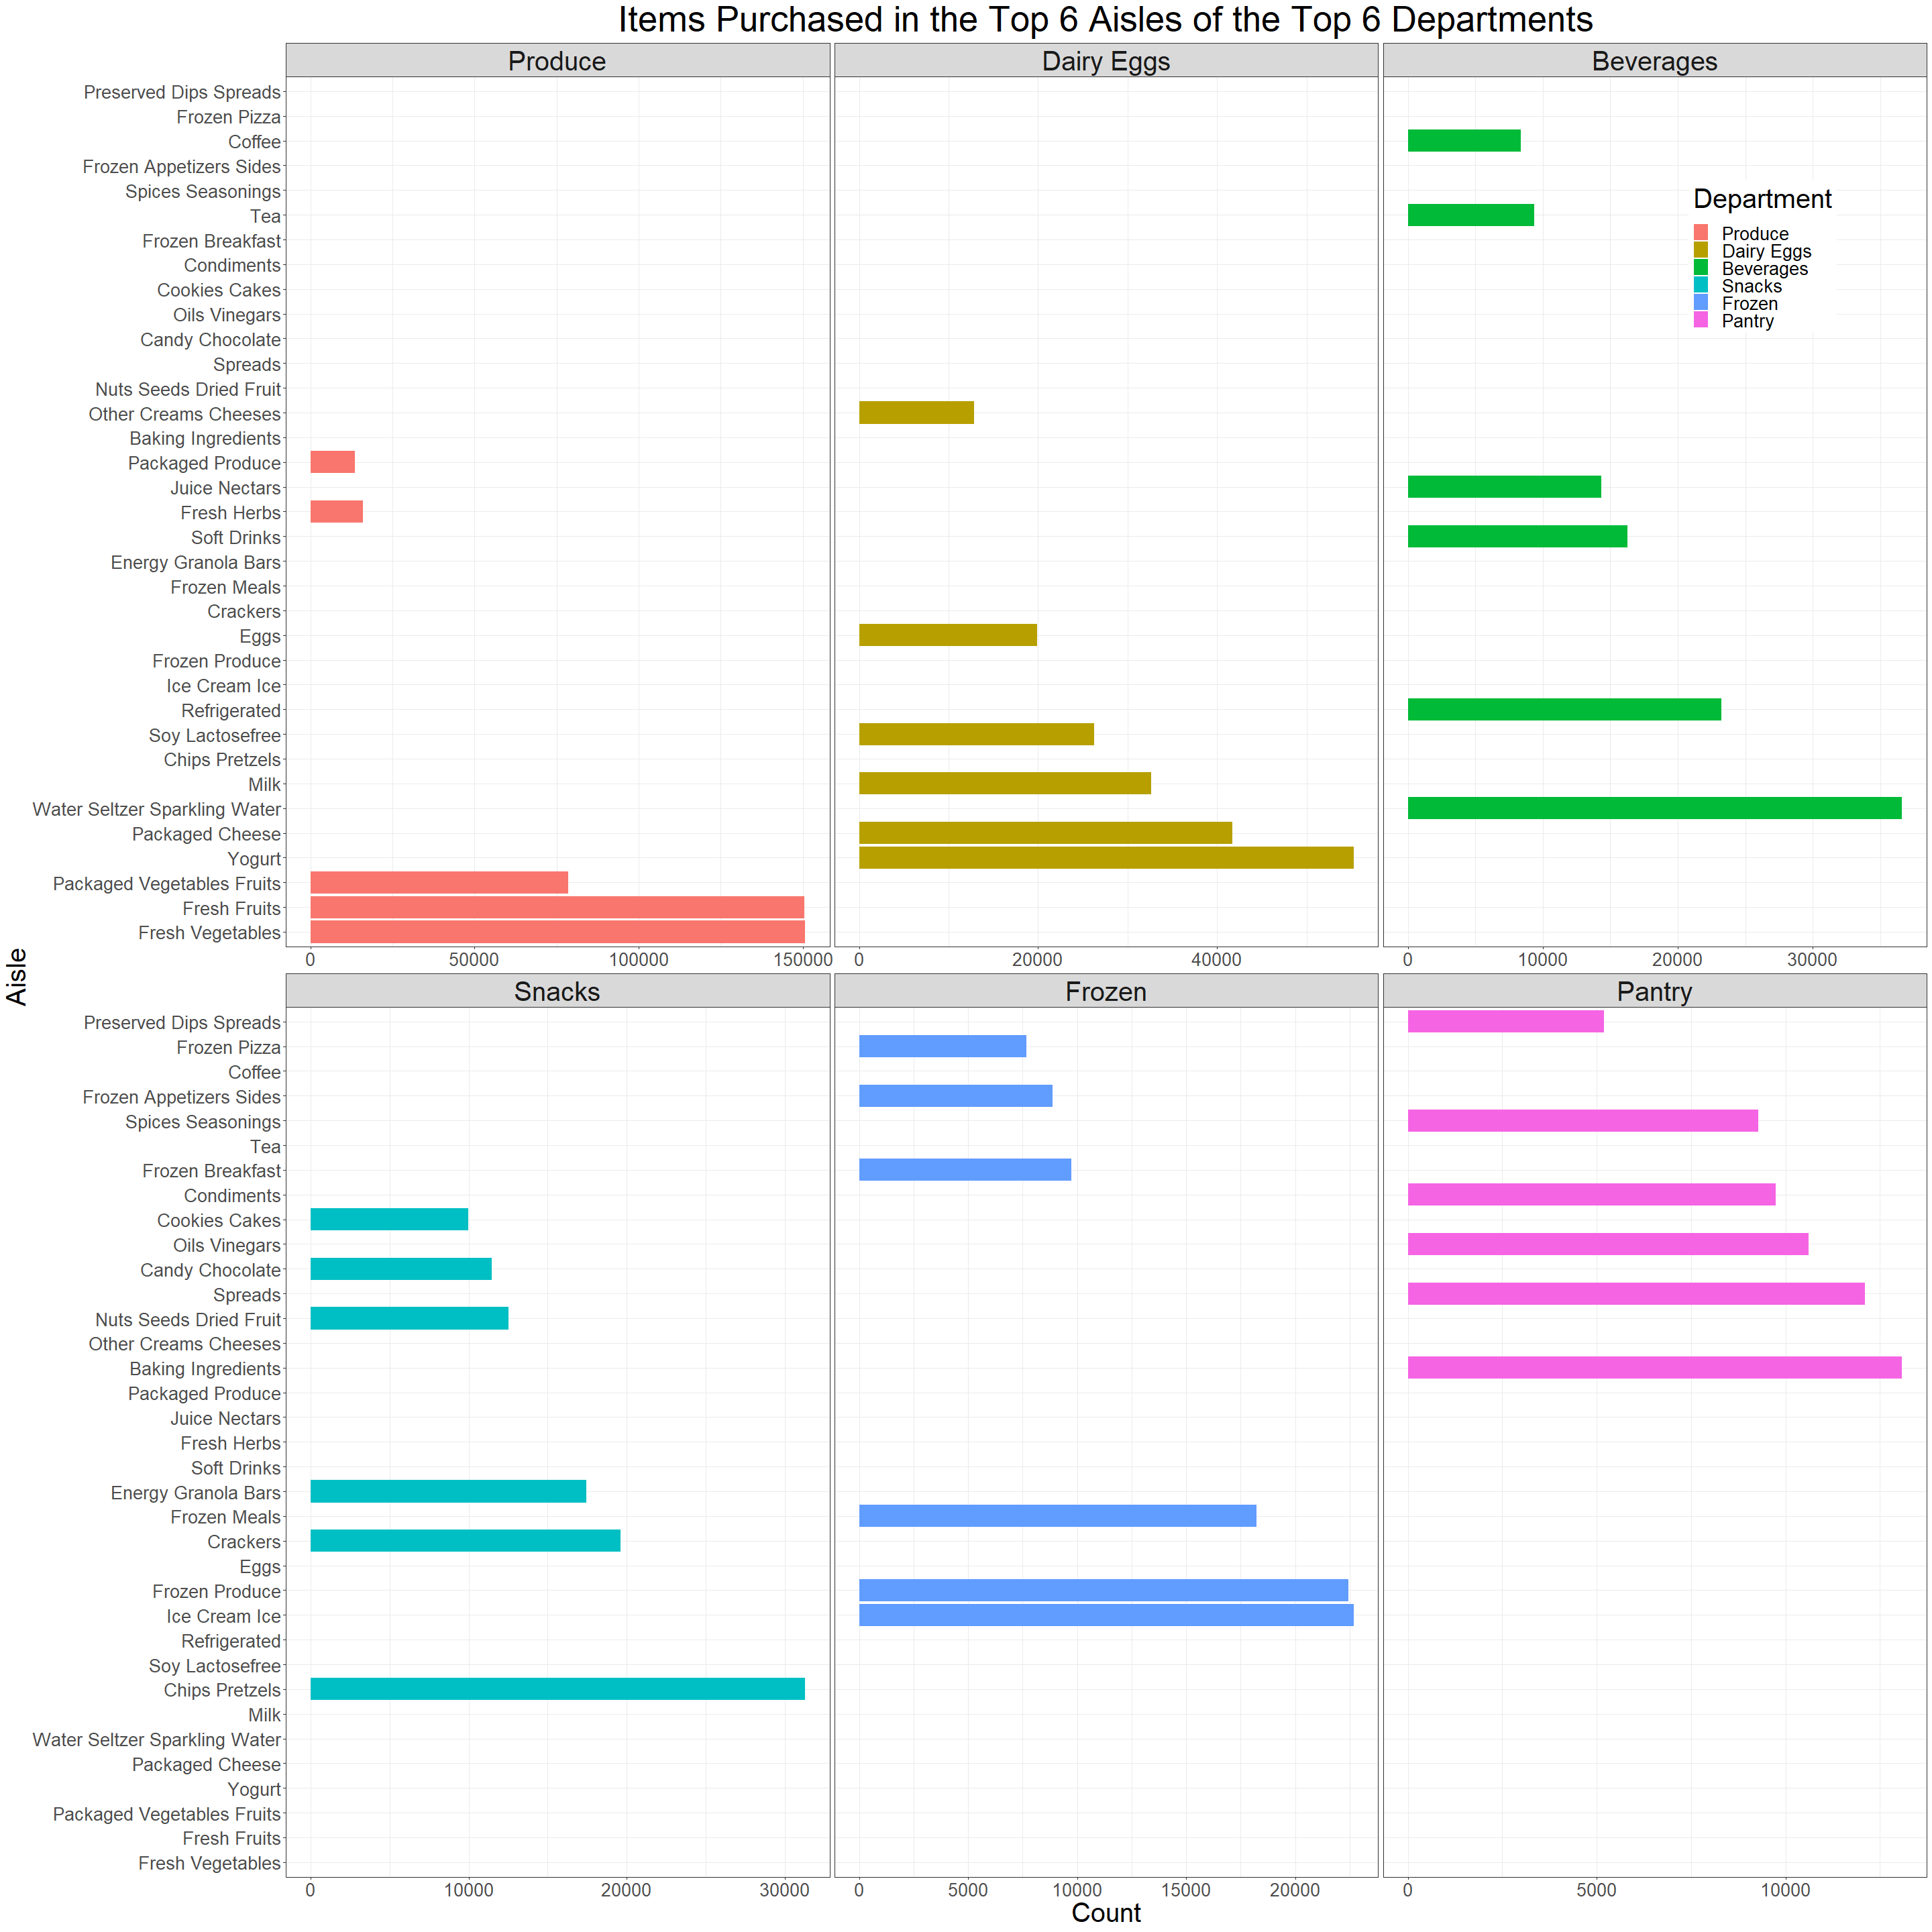 Items Purchased in the Top 6 Aisles of the Top 6 Departments
Produce
Dairy Eggs
Beverages
Preserved Dips Spreads
Frozen Pizza
Coffee
Frozen Appetizers Sides
Spices Seasonings
Tea
Frozen Breakfast
Condiments
Cookies Cakes
Oils Vinegars
Candy Chocolate
Spreads
Nuts Seeds Dried Fruit
Other Creams Cheeses
Baking Ingredients
Packaged Produce
Juice Nectars
Fresh Herbs
Soft Drinks
Energy Granola Bars
Frozen Meals
Crackers
Eggs
Frozen Produce
Ice Cream Ice
Refrigerated
Soy Lactosefree
Chips Pretzels
Milk
Water Seltzer Sparkling Water
Packaged Cheese
Yogurt
Packaged Vegetables Fruits
Fresh Fruits
Fresh Vegetables
Department
Produce
Dairy Eggs
Beverages
Snacks
Frozen
Pantry
0 50000 100000 150000
0 20000 40000
0 10000 20000 30000
Aisle
Snacks
Frozen
Pantry
Preserved Dips Spreads
Frozen Pizza
Coffee
Frozen Appetizers Sides
Spices Seasonings
Tea
Frozen Breakfast
Condiments
Cookies Cakes
Oils Vinegars
Candy Chocolate
Spreads
Nuts Seeds Dried Fruit
Other Creams Cheeses
Baking Ingredients
Packaged Produce
Juice Nectars
Fresh Herbs
Soft Drinks
Energy Granola Bars
Frozen Meals
Crackers
Eggs
Frozen Produce
Ice Cream Ice
Refrigerated
Soy Lactosefree
Chips Pretzels
Milk
Water Seltzer Sparkling Water
Packaged Cheese
Yogurt
Packaged Vegetables Fruits
Fresh Fruits
Fresh Vegetables
0 10000 20000 30000
0 5000 10000 15000 20000
0 5000 10000
Count